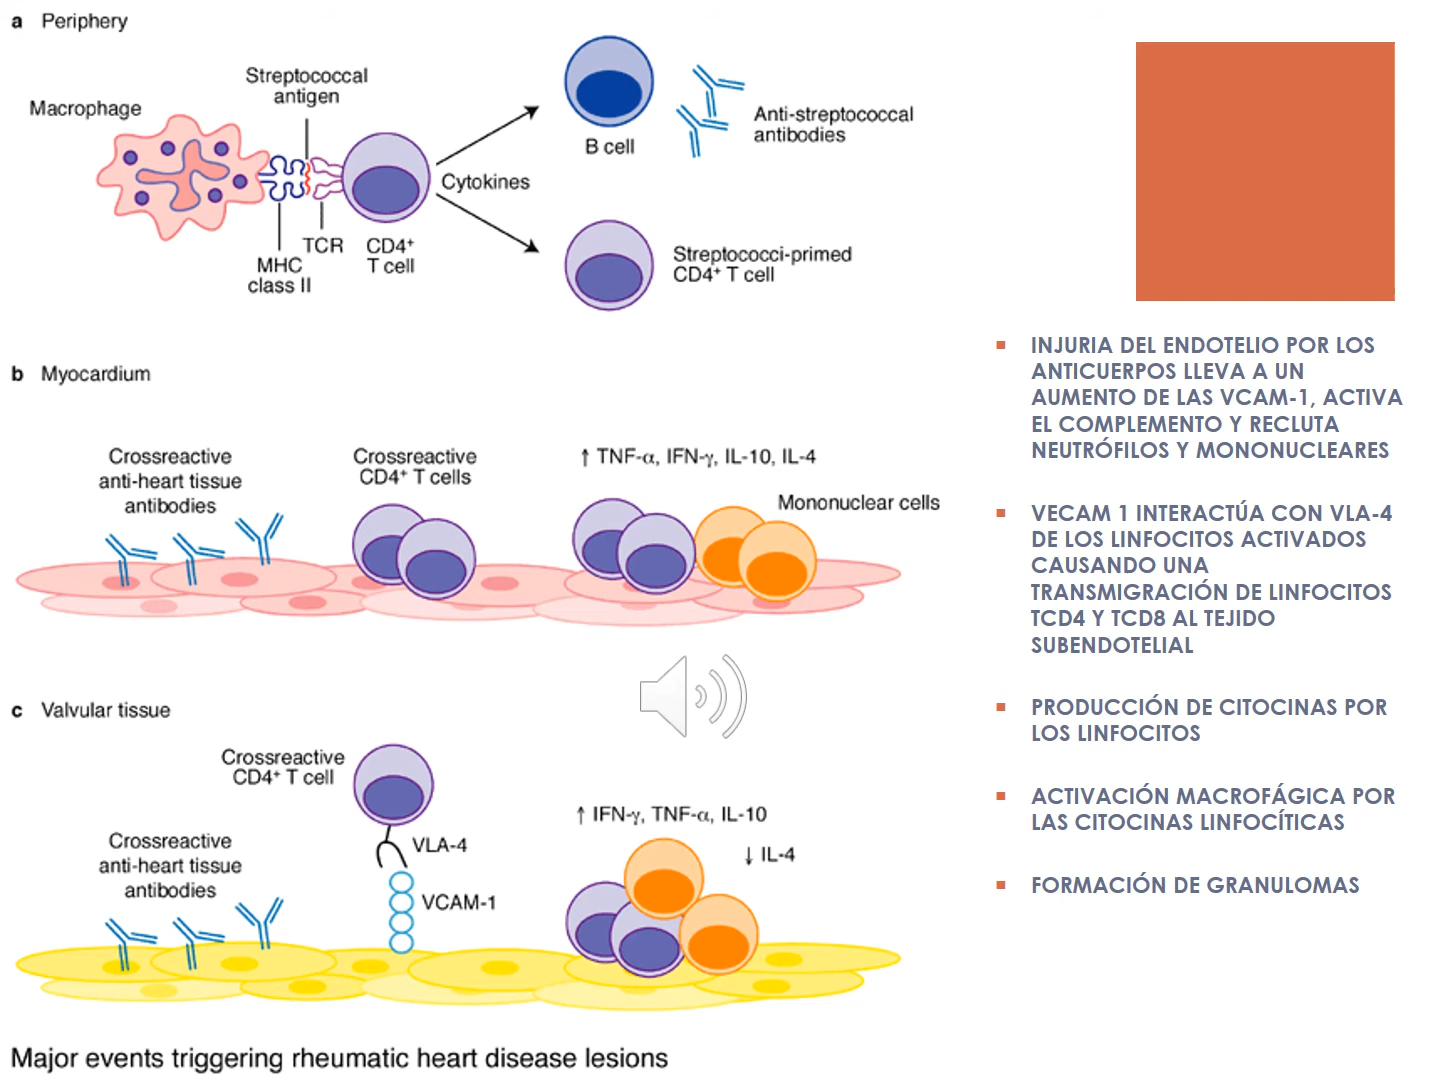 a Periphery
Streptococcal
antigen
Macrophage
MHC
class II
TCR
CD4⁺
T cell
Cytokines
B cell
Anti-streptococcal
antibodies
Streptococci-primed
CD4⁺ T cell
b Myocardium
Crossreactive
anti-heart tissue
antibodies
Crossreactive
CD4⁺ T cells
↑ TNF-α, IFN-γ, IL-10, IL-4
Mononuclear cells
c Valvular tissue
Crossreactive
CD4⁺ T cell
Crossreactive
anti-heart tissue
antibodies
VLA-4
VCAM-1
↑ IFN-γ, TNF-α, IL-10
↓ IL-4
Major events triggering rheumatic heart disease lesions
▪ INJURIA DEL ENDOTELIO POR LOS
ANTICUERPOS LLEVA A UN
AUMENTO DE LAS VCAM-1, ACTIVA
EL COMPLEMENTO Y RECLUTA
NEUTRÓFILOS Y MONONUCLEARES
▪ VECAM 1 INTERACTÚA CON VLA-4
DE LOS LINFOCITOS ACTIVADOS
CAUSANDO UNA
TRANSMIGRACIÓN DE LINFOCITOS
TCD4 Y TCD8 AL TEJIDO
SUBENDOTELIAL
▪ PRODUCCIÓN DE CITOCINAS POR
LOS LINFOCITOS
▪ ACTIVACIÓN MACROFÁGICA POR
LAS CITOCINAS LINFOCÍTICAS
▪ FORMACIÓN DE GRANULOMAS